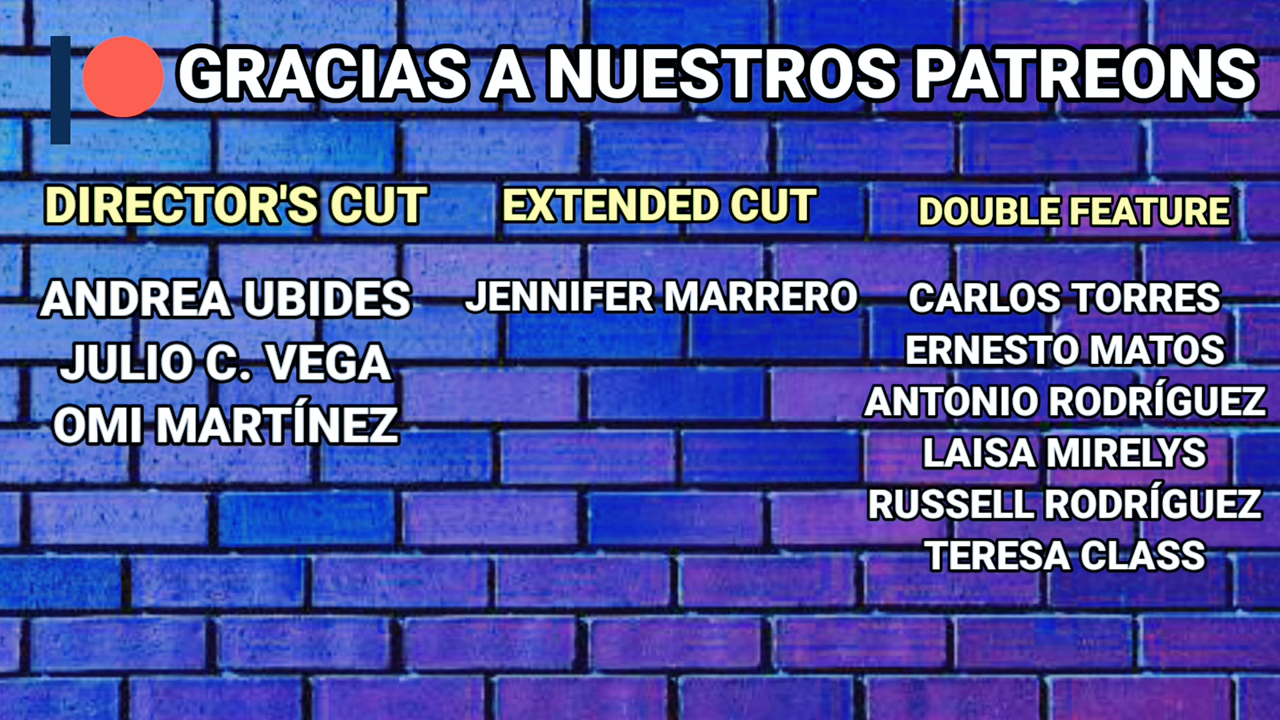 GRACIAS A NUESTROS PATREONS
DIRECTOR'S CUT
ANDREA UBIDES
JULIO C. VEGA
OMI MARTÍNEZ
EXTENDED CUT
JENNIFER MARRERO
DOUBLE FEATURE
CARLOS TORRES
ERNESTO MATOS
ANTONIO RODRÍGUEZ
LAISA MIRELYS
RUSSELL RODRÍGUEZ
TERESA CLASS